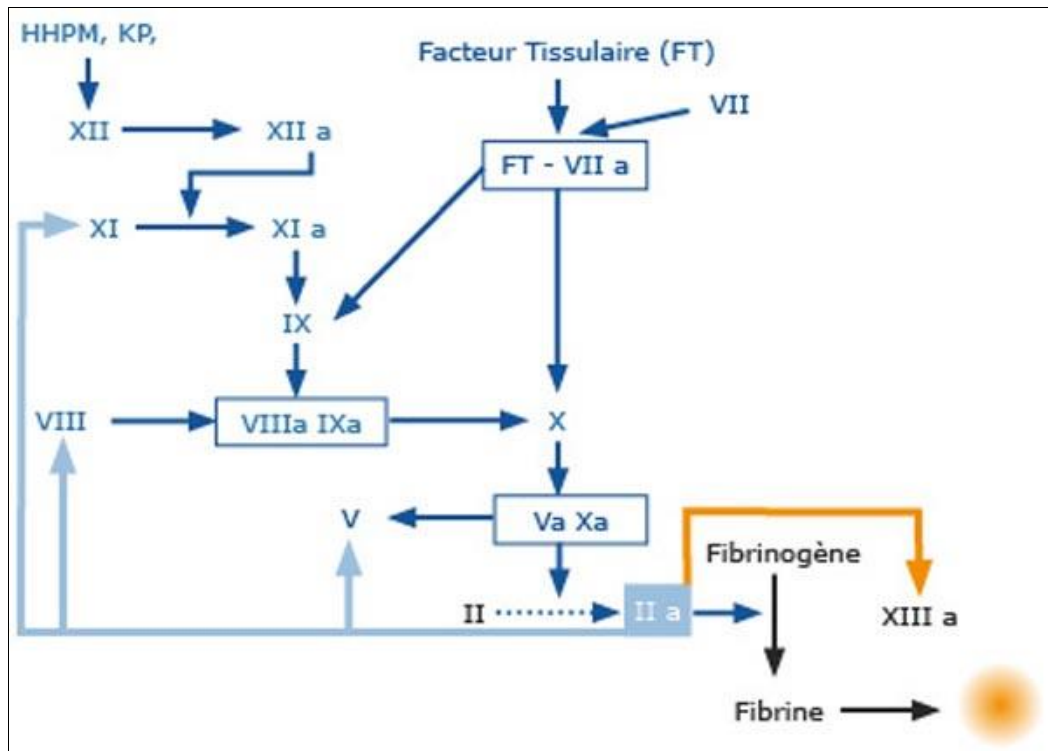 HHPM, KP,
Facteur Tissulaire (FT)
VII
XII
XII a
FT - VII a
XI
XI a
IX
VIII
VIIIa IXa
X
V
Va Xa
Fibrinogène
II
II a
XIII a
Fibrine